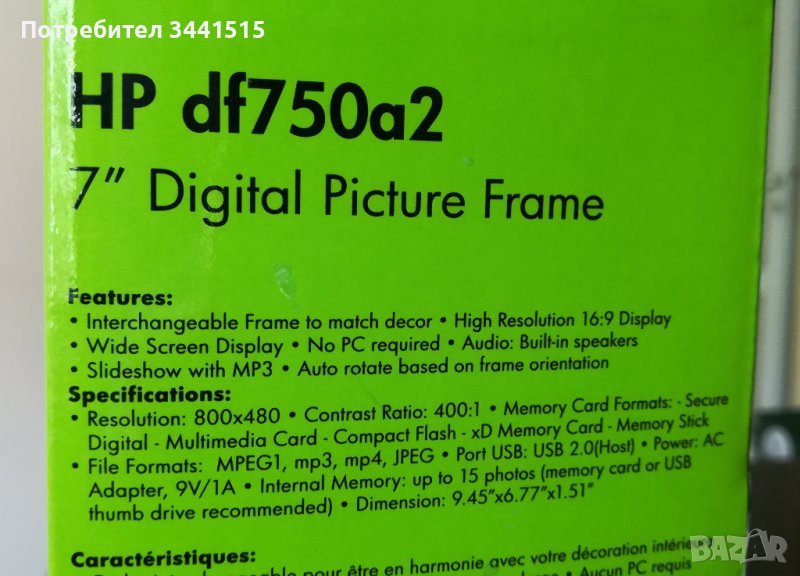 Потребител 3441515
HP df750a2
7" Digital Picture Frame
Features:
• Interchangeable Frame to match decor • High Resolution 16:9 Display
• Wide Screen Display • No PC required • Audio: Built-in speakers
• Slideshow with MP3 • Auto rotate based on frame orientation
Specifications:
• Resolution: 800x480 • Contrast Ratio: 400:1 • Memory Card Formats: - Secure
Digital - Multimedia Card - Compact Flash - xD Memory Card - Memory Stick
• File Formats: MPEG1, mp3, mp4, JPEG • Port USB: USB 2.0(Host) • Power: AC
Adapter, 9V/1A • Internal Memory: up to 15 photos (memory card or USB
thumb drive recommended) • Dimension: 9.45"x6.77"x1.51"
Caractéristiques:
pour être en harmonie avec votre décoration
• Aucun PC requis
BAZAR